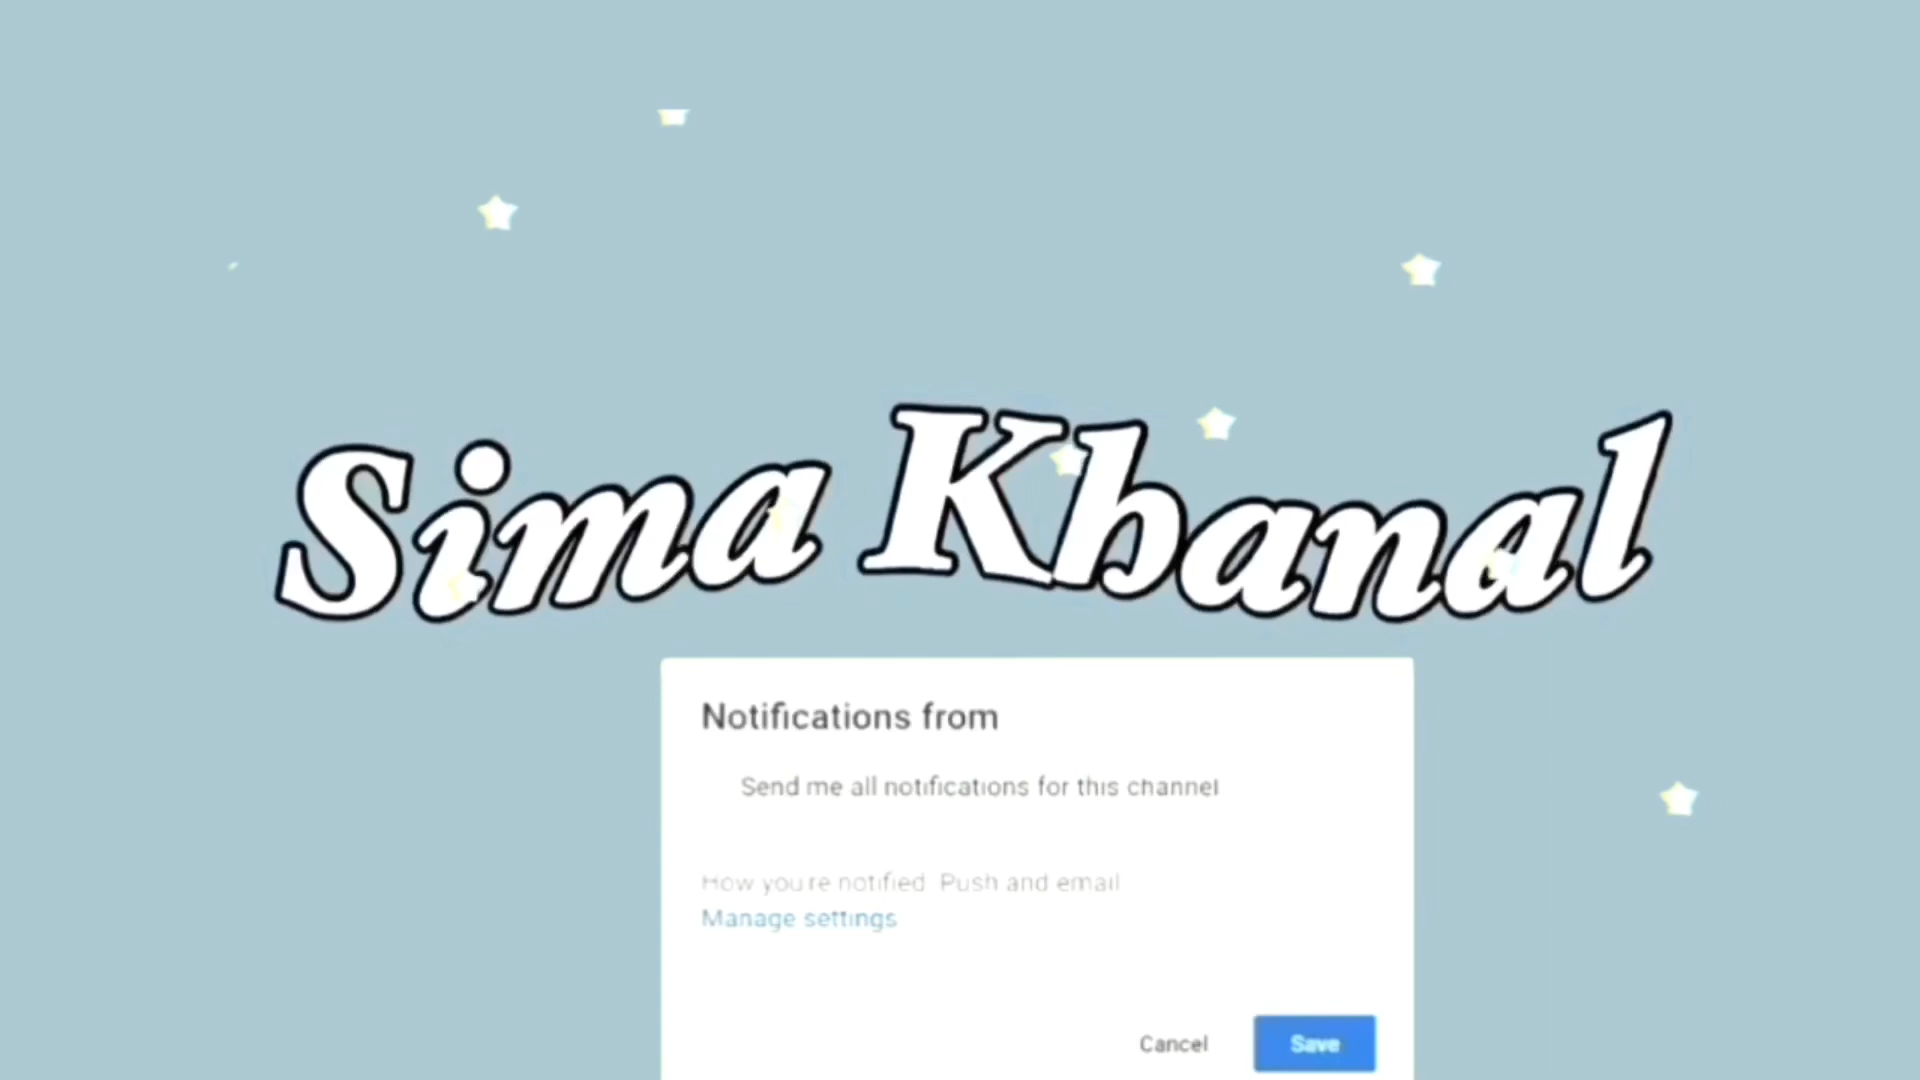 Sima Khanal
Notifications from
Send me all notifications for this channel
How you're notified Push and email
Manage settings
Cancel
Save